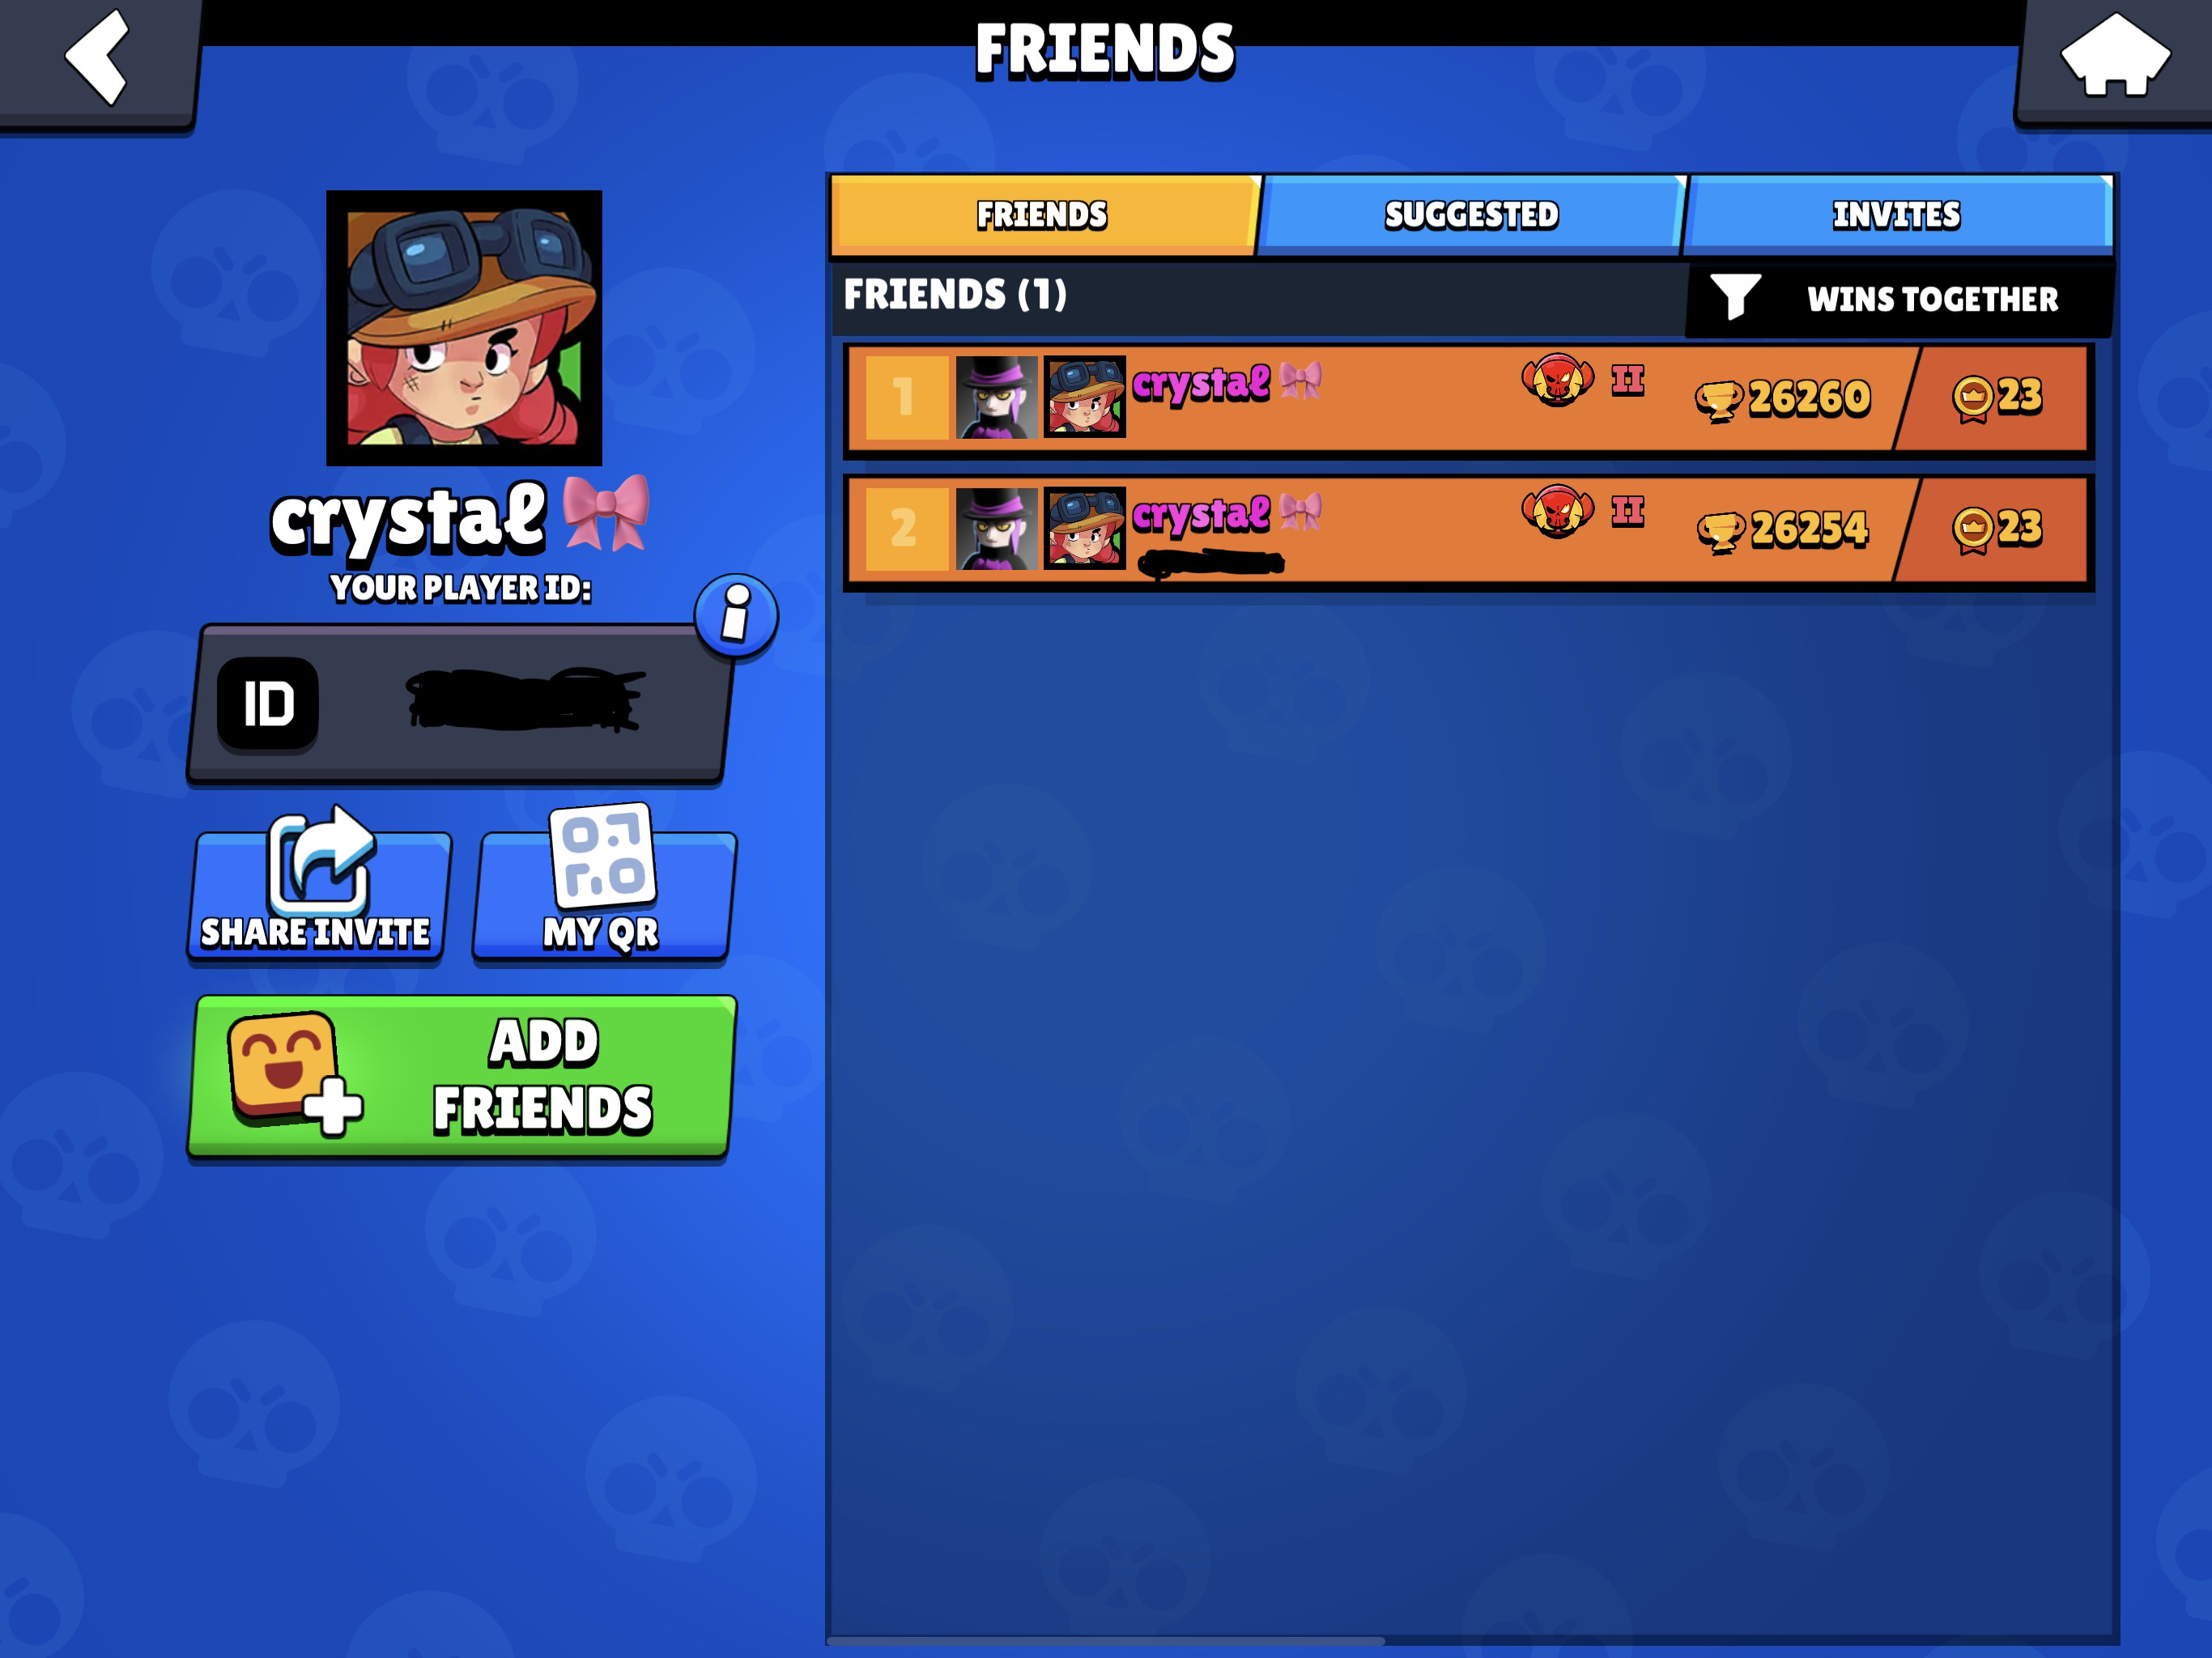 FRIENDS
crystal 🎀
YOUR PLAYER ID:
ID
SHARE INVITE
MY QR
ADD
FRIENDS
FRIENDS
SUGGESTED
INVITES
FRIENDS (1)
WINS TOGETHER
1 crystal 🎀 II 26260 23
2 crystal 🎀 II 26254 23